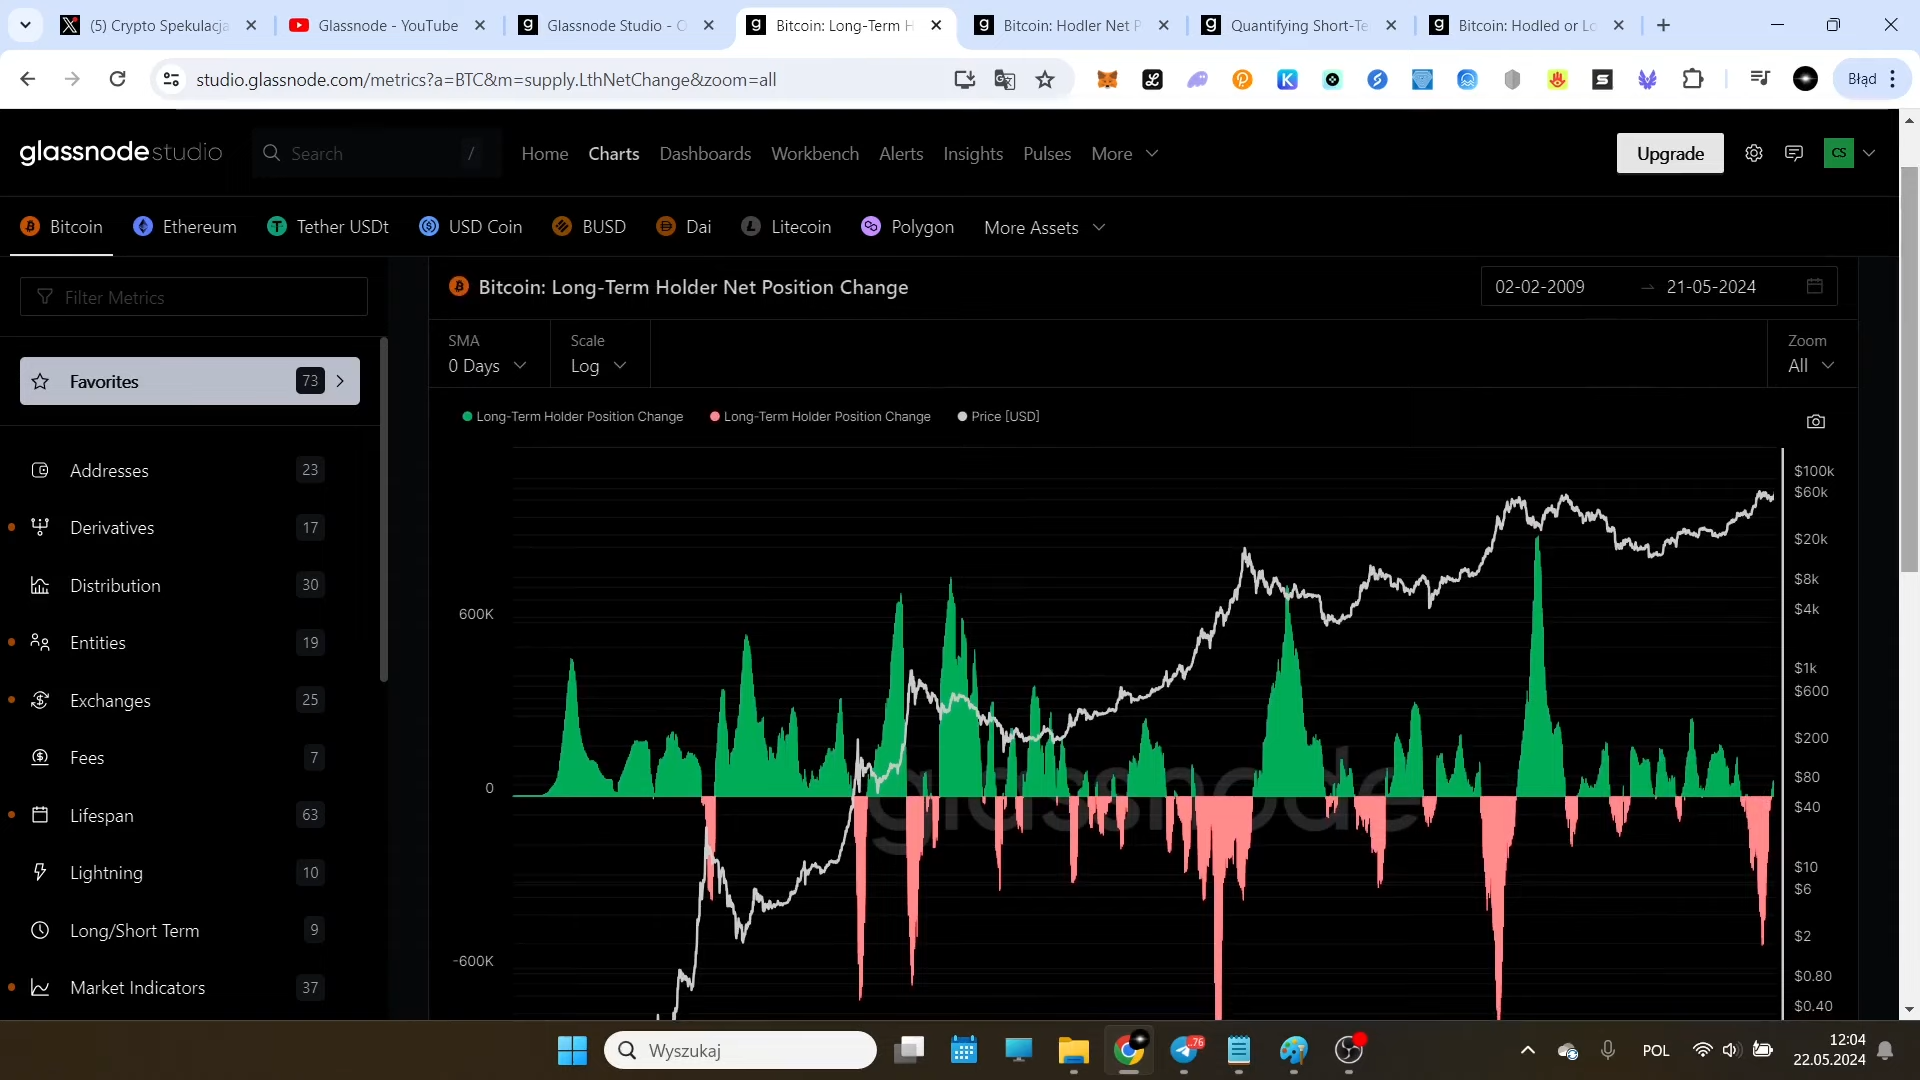 (5) Crypto Spekulacja
Glassnode - YouTube
Glassnode Studio - O
Bitcoin: Long-Term H
Bitcoin: Hodler Net P
Quantifying Short-Te
Bitcoin: Hodled or Lo
studio.glassnode.com/metrics?a=BTC&m=supply.LthNetChange&zoom=all
Błąd
glassnodestudio
Search /
Home Charts Dashboards Workbench Alerts Insights Pulses More
Upgrade
CS
Bitcoin Ethereum Tether USDt USD Coin BUSD Dai Litecoin Polygon More Assets
Filter Metrics
Favorites 73
Addresses 23
Derivatives 17
Distribution 30
Entities 19
Exchanges 25
Fees 7
Lifespan 63
Lightning 10
Long/Short Term 9
Market Indicators 37
Bitcoin: Long-Term Holder Net Position Change
02-02-2009 → 21-05-2024
SMA
0 Days
Scale
Log
Zoom
All
Long-Term Holder Position Change Long-Term Holder Position Change Price [USD]
600K
0
-600K
$100k
$60k
$20k
$8k
$4k
$1k
$600
$200
$80
$40
$10
$6
$2
$0.80
$0.40
glassnode
Wyszukaj
76
POL
12:04
22.05.2024